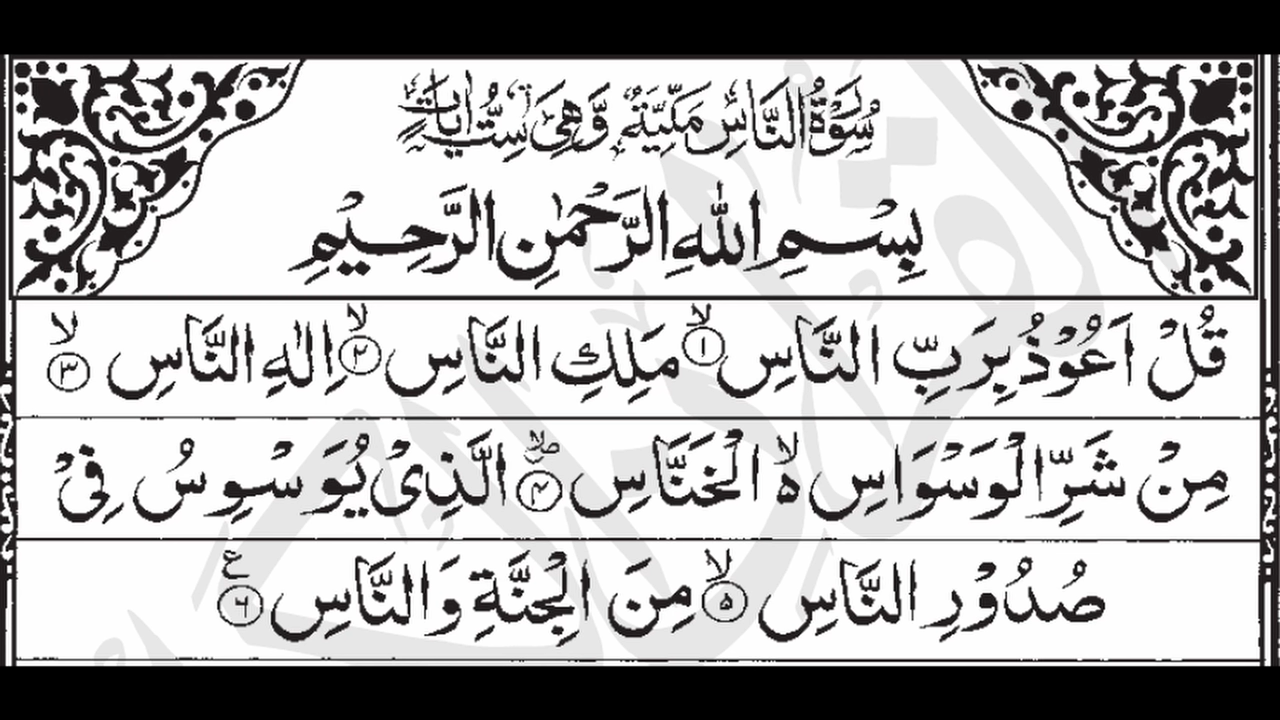 سُوْرَةُ النَّاسِ مَكِّيَّةٌ وَّهِيَ سِتُّ اٰيَاتٍ
بِسْمِ اللّٰهِ الرَّحْمٰنِ الرَّحِيْمِ
قُلْ اَعُوْذُ بِرَبِّ النَّاسِ ۙ‏﴿۱﴾ مَلِكِ النَّاسِ ۙ‏﴿۲﴾ اِلٰهِ النَّاسِ ۙ‏﴿۳﴾
مِنْ شَرِّ الْوَسْوَاسِ ۙ۵ الْخَنَّاسِ ۪ۙ‏﴿۴﴾ الَّذِىْ يُوَسْوِسُ فِىْ
صُدُوْرِ النَّاسِ ۙ‏﴿۵﴾ مِنَ الْجِنَّةِ وَالنَّاسِ ﴿۶﴾ ع